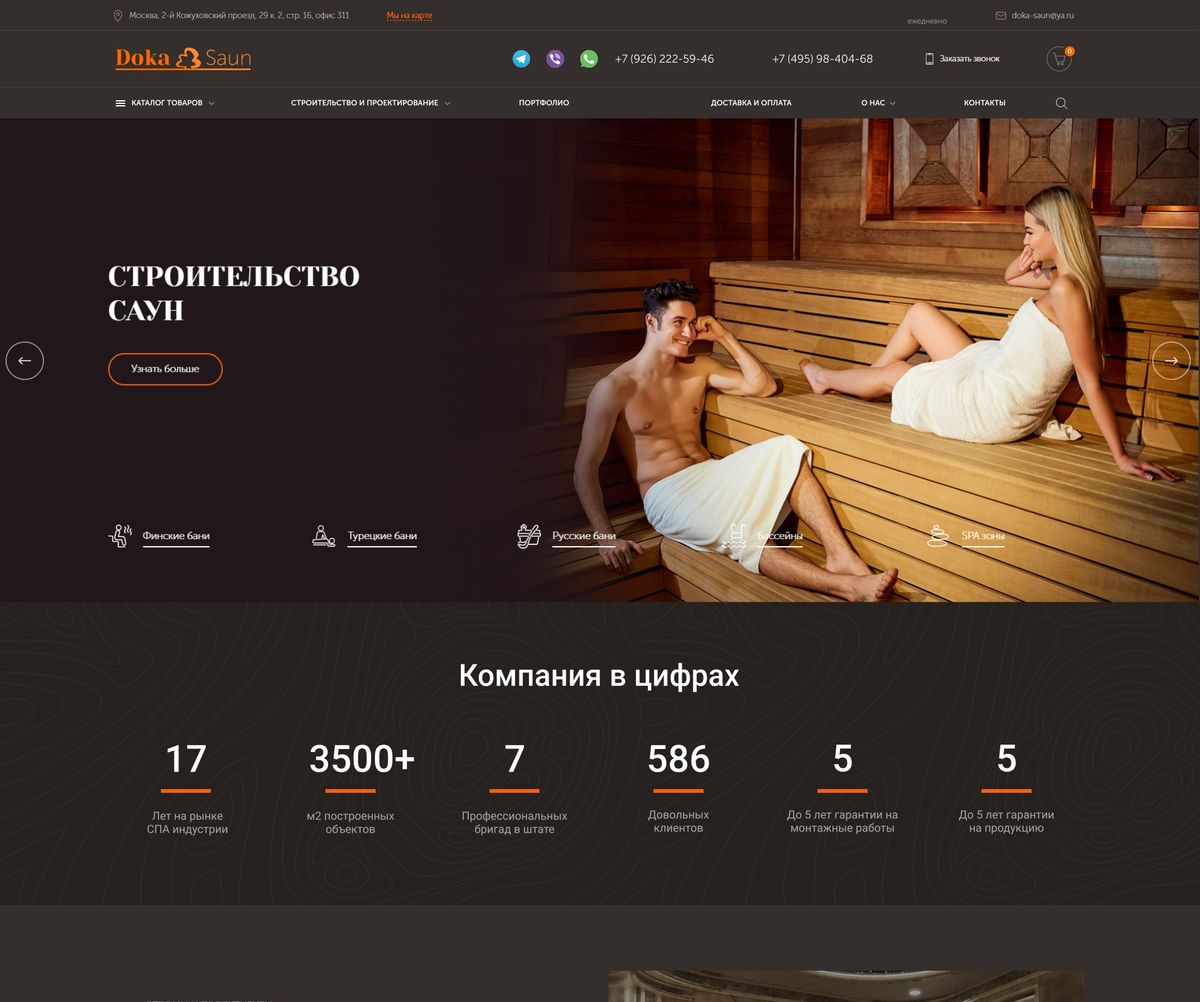 Москва, 2-й Кожуховский проезд, 29 к. 2, стр. 16, офис 311
Мы на карте
ежедневно
doka-saun@ya.ru
Doka Saun
+7 (926) 222-59-46
+7 (495) 98-404-68
Заказать звонок
0
КАТАЛОГ ТОВАРОВ
СТРОИТЕЛЬСТВО И ПРОЕКТИРОВАНИЕ
ПОРТФОЛИО
ДОСТАВКА И ОПЛАТА
О НАС
КОНТАКТЫ
СТРОИТЕЛЬСТВО
САУН
Узнать больше
Финские бани
Турецкие бани
Русские бани
Бассейны
SPA зоны
Компания в цифрах
17
Лет на рынке
СПА индустрии
3500+
м2 построенных
объектов
7
Профессиональных
бригад в штате
586
Довольных
клиентов
5
До 5 лет гарантии на
монтажные работы
5
До 5 лет гарантии
на продукцию